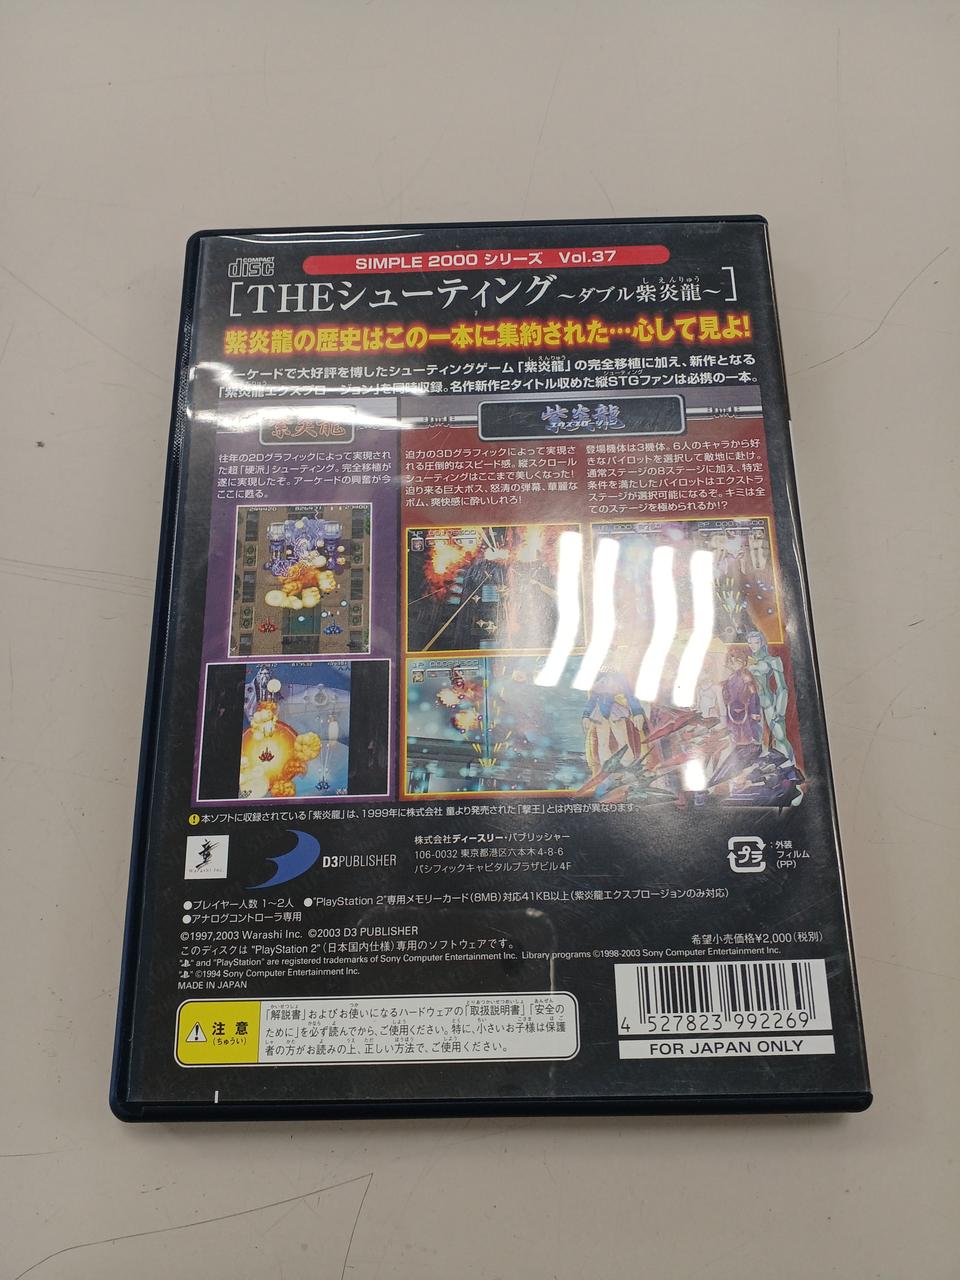 COMPACT
disc
SIMPLE 2000 シリーズ Vol.37
[THEシューティング～ダブル紫炎龍～]
しえんりゅう
紫炎龍の歴史はこの一本に集約された…心して見よ!
アーケードで大好評を博したシューティングゲーム「紫炎龍」の完全移植に加え、新作となる
「紫炎龍エクスプロージョン」を同時収録。名作新作2タイトル収めた縦STGファンは必携の一本。
紫炎龍
往年の2Dグラフィックによって実現され
た超「硬派」シューティング。完全移植が
遂に実現したぞ。アーケードの興奮が今
ここに甦る。
紫炎龍
エクスプロージョン
迫力の3Dグラフィックによって実現さ
れる圧倒的なスピード感。縦スクロール
シューティングはここまで美しくなった!
迫り来る巨大ボス、怒涛の弾幕、華麗な
ボム、爽快感に酔いしれろ!
登場機体は3機体。6人のキャラから好
きなパイロットを選択して敵地に赴け。
通常ステージの8ステージに加え、特定
条件を満たしたパイロットはエクストラ
ステージが選択可能になるぞ。キミは全
てのステージを極められるか!?
本ソフトに収録されている「紫炎龍」は、1999年に株式会社 童より発売された「撃王」とは内容が異なります。
童
Warashi Inc.
D3PUBLISHER
株式会社ディースリー・パブリッシャー
106-0032 東京都港区六本木4-8-6
パシフィックキャピタルプラザビル4F
プラ
:外装
フィルム
(PP)
●プレイヤー人数 1～2人 ●"PlayStation 2"専用メモリーカード(8MB)対応41KB以上(紫炎龍エクスプロージョンのみ対応)
●アナログコントローラ専用
©1997,2003 Warashi Inc. ©2003 D3 PUBLISHER
希望小売価格¥2,000(税別)
このディスクは "PlayStation 2"(日本国内仕様)専用のソフトウェアです。
" " and "PlayStation" are registered trademarks of Sony Computer Entertainment Inc. Library programs ©1998-2003 Sony Computer Entertainment Inc.
" " ©1994 Sony Computer Entertainment Inc.
MADE IN JAPAN
注意
(ちゅうい)
「解説書」およびお使いになるハードウェアの「取扱説明書」「安全の
ために」を必ず読んでから、ご使用ください。特に、小さいお子様は保護
者の方がお読みの上、正しい方法で、ご使用ください。
4 527823 992269
FOR JAPAN ONLY